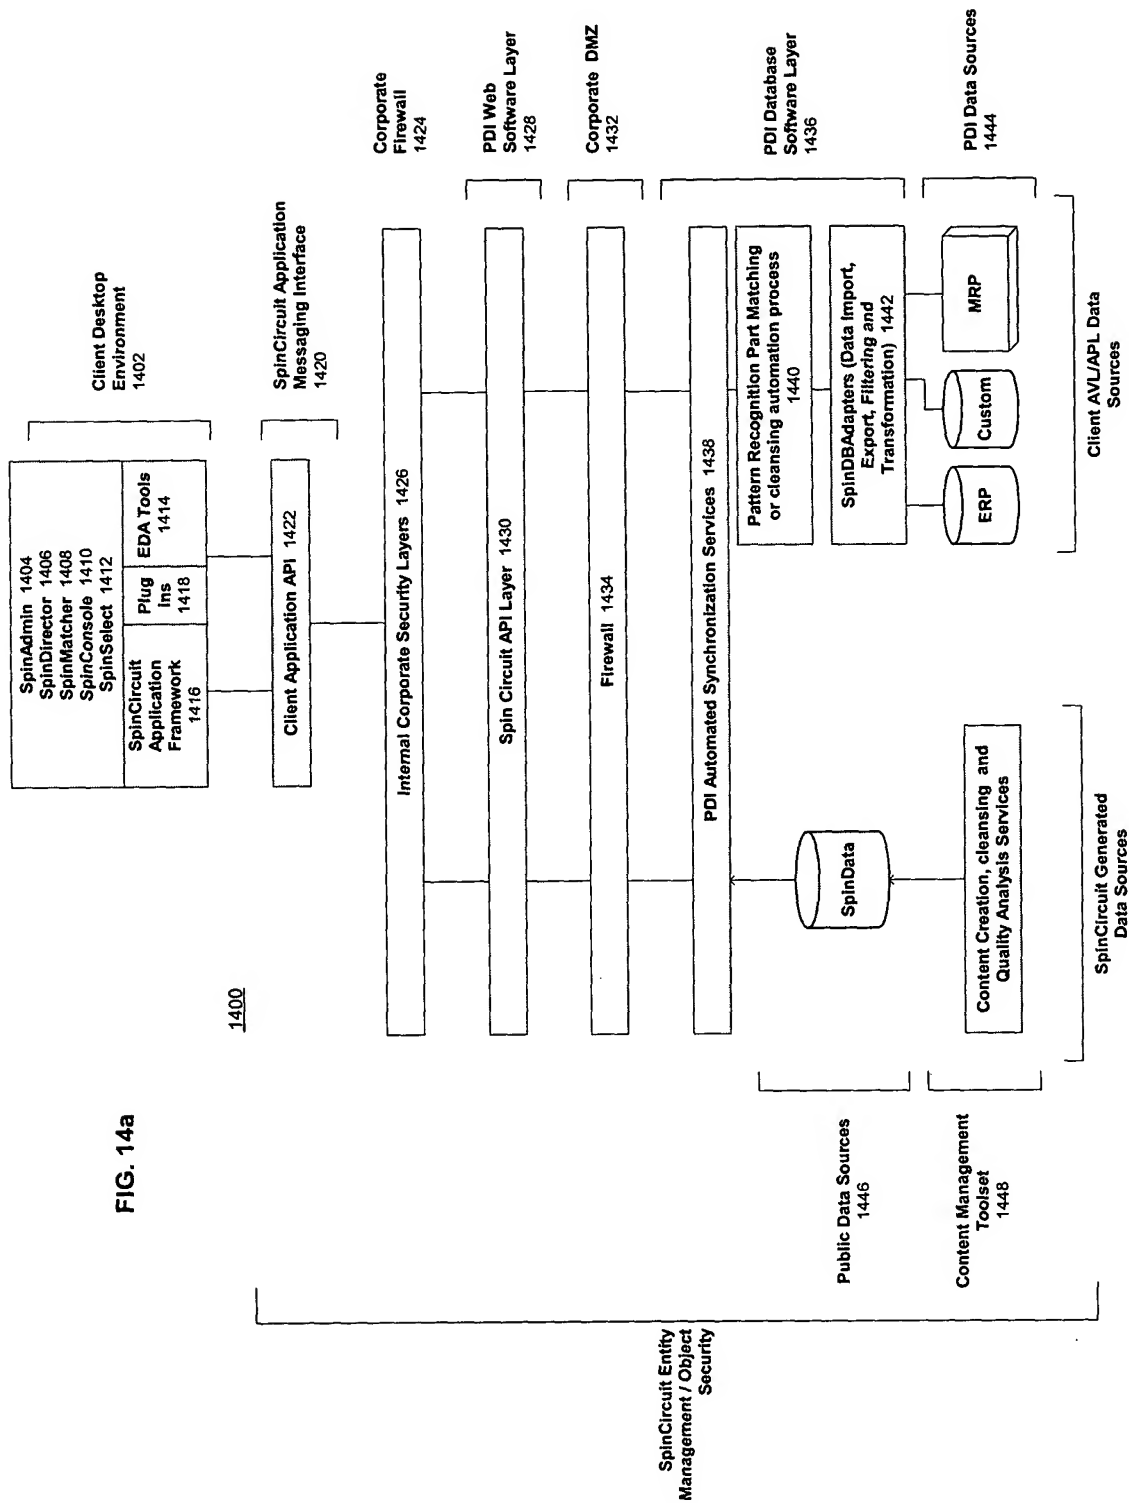 FIG. 14a
1400
SpinAdmin 1404
SpinDirector 1406
SpinMatcher 1408
SpinConsole 1410
SpinSelect 1412
SpinCircuit
Application
Framework
1416
Plug
Ins
1418
EDA Tools
1414
Client Desktop
Environment
1402
Client Application API 1422
SpinCircuit Application
Messaging Interface
1420
Internal Corporate Security Layers 1426
Corporate
Firewall
1424
Spin Circuit API Layer 1430
PDI Web
Software Layer
1428
Firewall 1434
Corporate DMZ
1432
PDI Automated Synchronization Services 1438
Pattern Recognition Part Matching
or cleansing automation process
1440
SpinDBAdapters (Data Import,
Export, Filtering and
Transformation) 1442
PDI Database
Software Layer
1436
SpinData
Public Data Sources
1446
ERP
Custom
MRP
PDI Data Sources
1444
Content Creation, cleansing and
Quality Analysis Services
Content Management
Toolset
1448
SpinCircuit Generated
Data Sources
Client AVL/APL Data
Sources
SpinCircuit Entity
Management / Object
Security